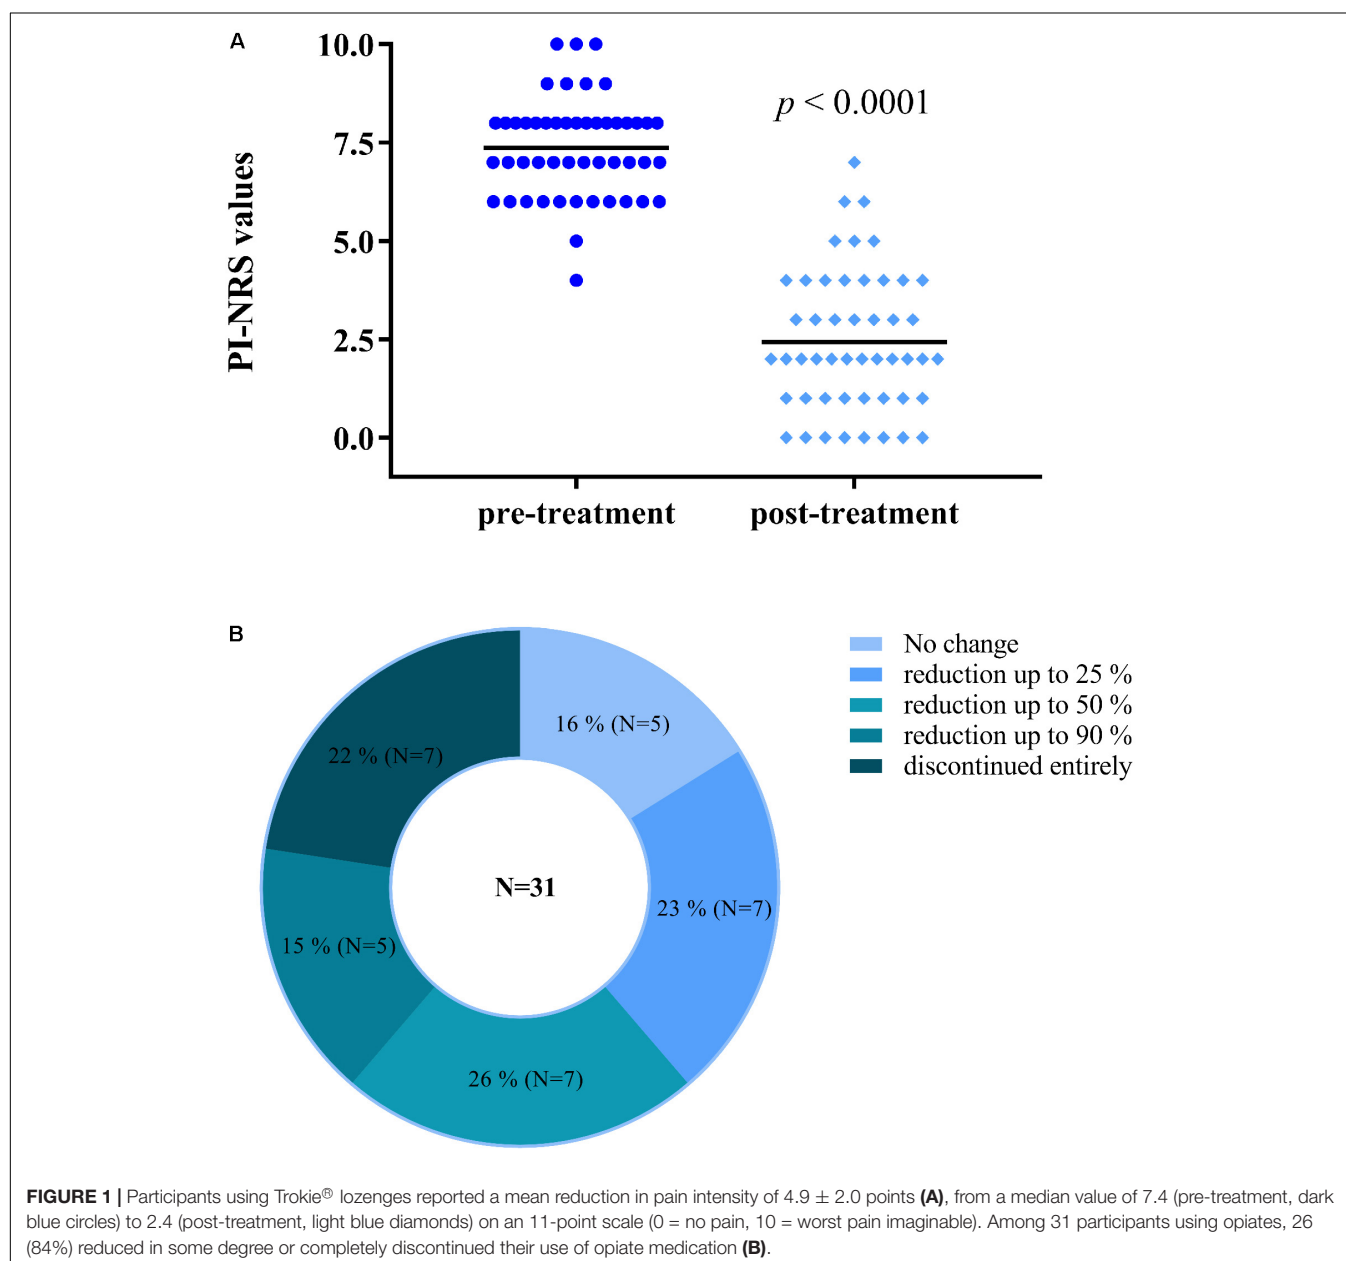 A
10.0
7.5
5.0
2.5
0.0
PI-NRS values
p < 0.0001
pre-treatment
post-treatment
B
No change
reduction up to 25 %
reduction up to 50 %
reduction up to 90 %
discontinued entirely
16 % (N=5)
22 % (N=7)
N=31
23 % (N=7)
15 % (N=5)
26 % (N=7)
FIGURE 1 | Participants using Trokie® lozenges reported a mean reduction in pain intensity of 4.9 ± 2.0 points (A), from a median value of 7.4 (pre-treatment, dark
blue circles) to 2.4 (post-treatment, light blue diamonds) on an 11-point scale (0 = no pain, 10 = worst pain imaginable). Among 31 participants using opiates, 26
(84%) reduced in some degree or completely discontinued their use of opiate medication (B).